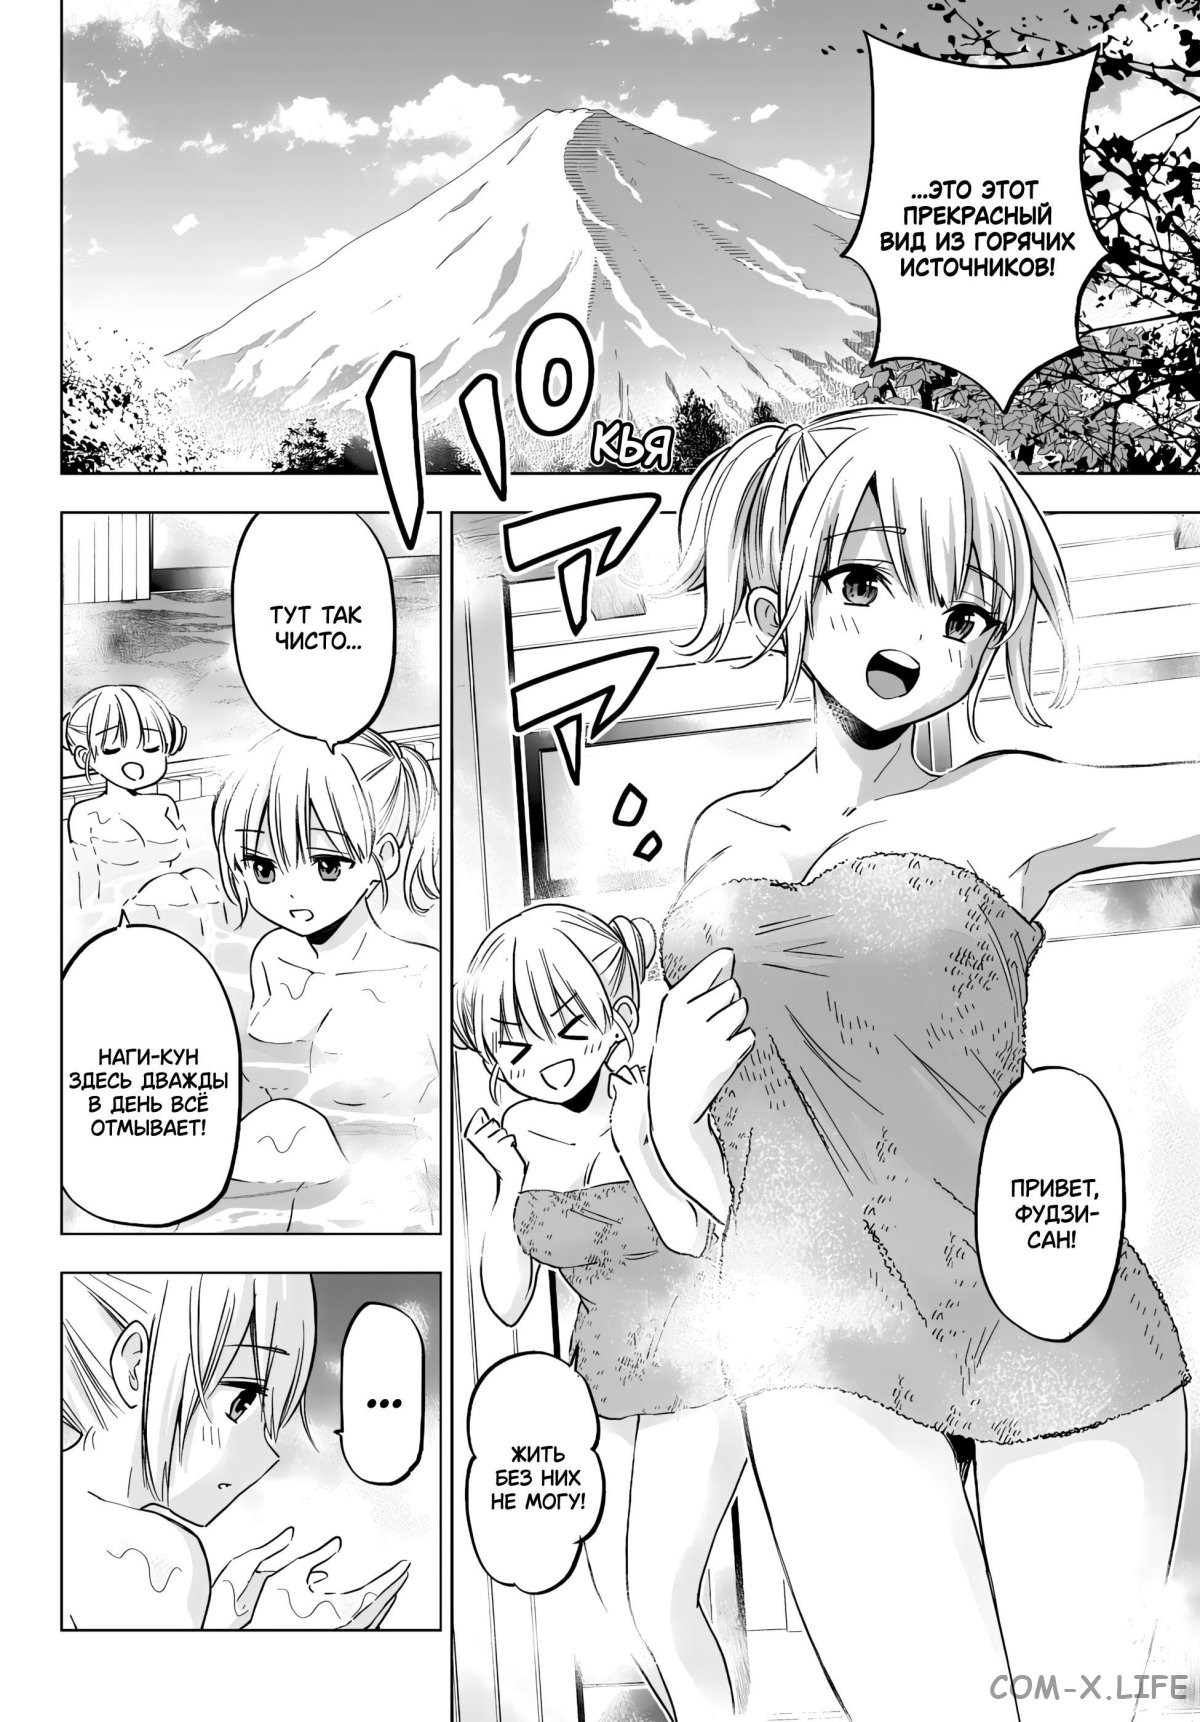 ...ЭТО ЭТОТ
ПРЕКРАСНЫЙ
ВИД ИЗ ГОРЯЧИХ
ИСТОЧНИКОВ!
КЬЯ
ПРИВЕТ,
ФУДЗИ-
САН!
ЖИТЬ
БЕЗ НИХ
НЕ МОГУ!
ТУТ ТАК
ЧИСТО...
НАГИ-КУН
ЗДЕСЬ ДВАЖДЫ
В ДЕНЬ ВСЁ
ОТМЫВАЕТ!
...
COM-X.LIFE